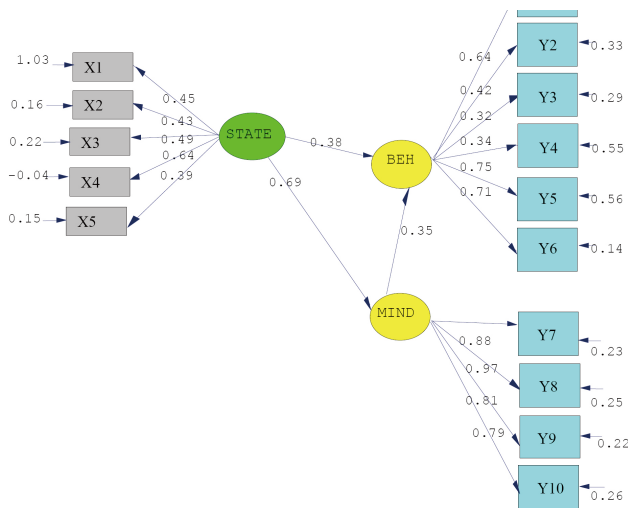 1.03 X1
0.16 X2
0.22 X3
-0.04 X4
0.15 X5
0.45
0.43
0.49
0.64
0.39
STATE
0.38
0.69
BEH
0.35
MIND
0.64
0.42
0.32
0.34
0.75
0.71
Y2 0.33
Y3 0.29
Y4 0.55
Y5 0.56
Y6 0.14
0.88
0.97
0.81
0.79
Y7 0.23
Y8 0.25
Y9 0.22
Y10 0.26